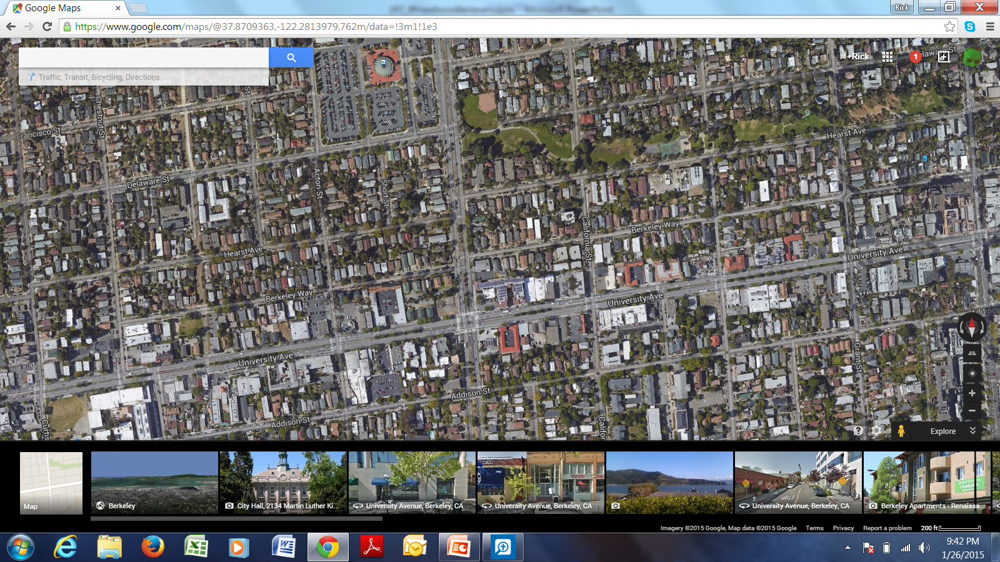 Google Maps
Rick
https://www.google.com/maps/@37.8709363,-122.2813979,762m/data=!3m1!1e3
Traffic, Transit, Bicycling, Directions
+Rick
1
Delaware St
Chestnut St
Francisco St
Hearst Ave
Delaware St
Acton St
Short St
California St
Berkeley Way
Hearst Ave
University Ave
Berkeley Way
University Ave
Addison
University Ave
Grant St
Addison St
Addison St
Curtis
Califor
Explore
Map
Berkeley
City Hall, 2134 Martin Luther Ki...
University Avenue, Berkeley, CA
University Avenue, Berkeley, CA
University Avenue, Berkeley, CA
Berkeley Apartments - Renaissa...
Imagery ©2015 Google, Map data ©2015 Google Terms Privacy Report a problem 200 ft
9:42 PM
1/26/2015